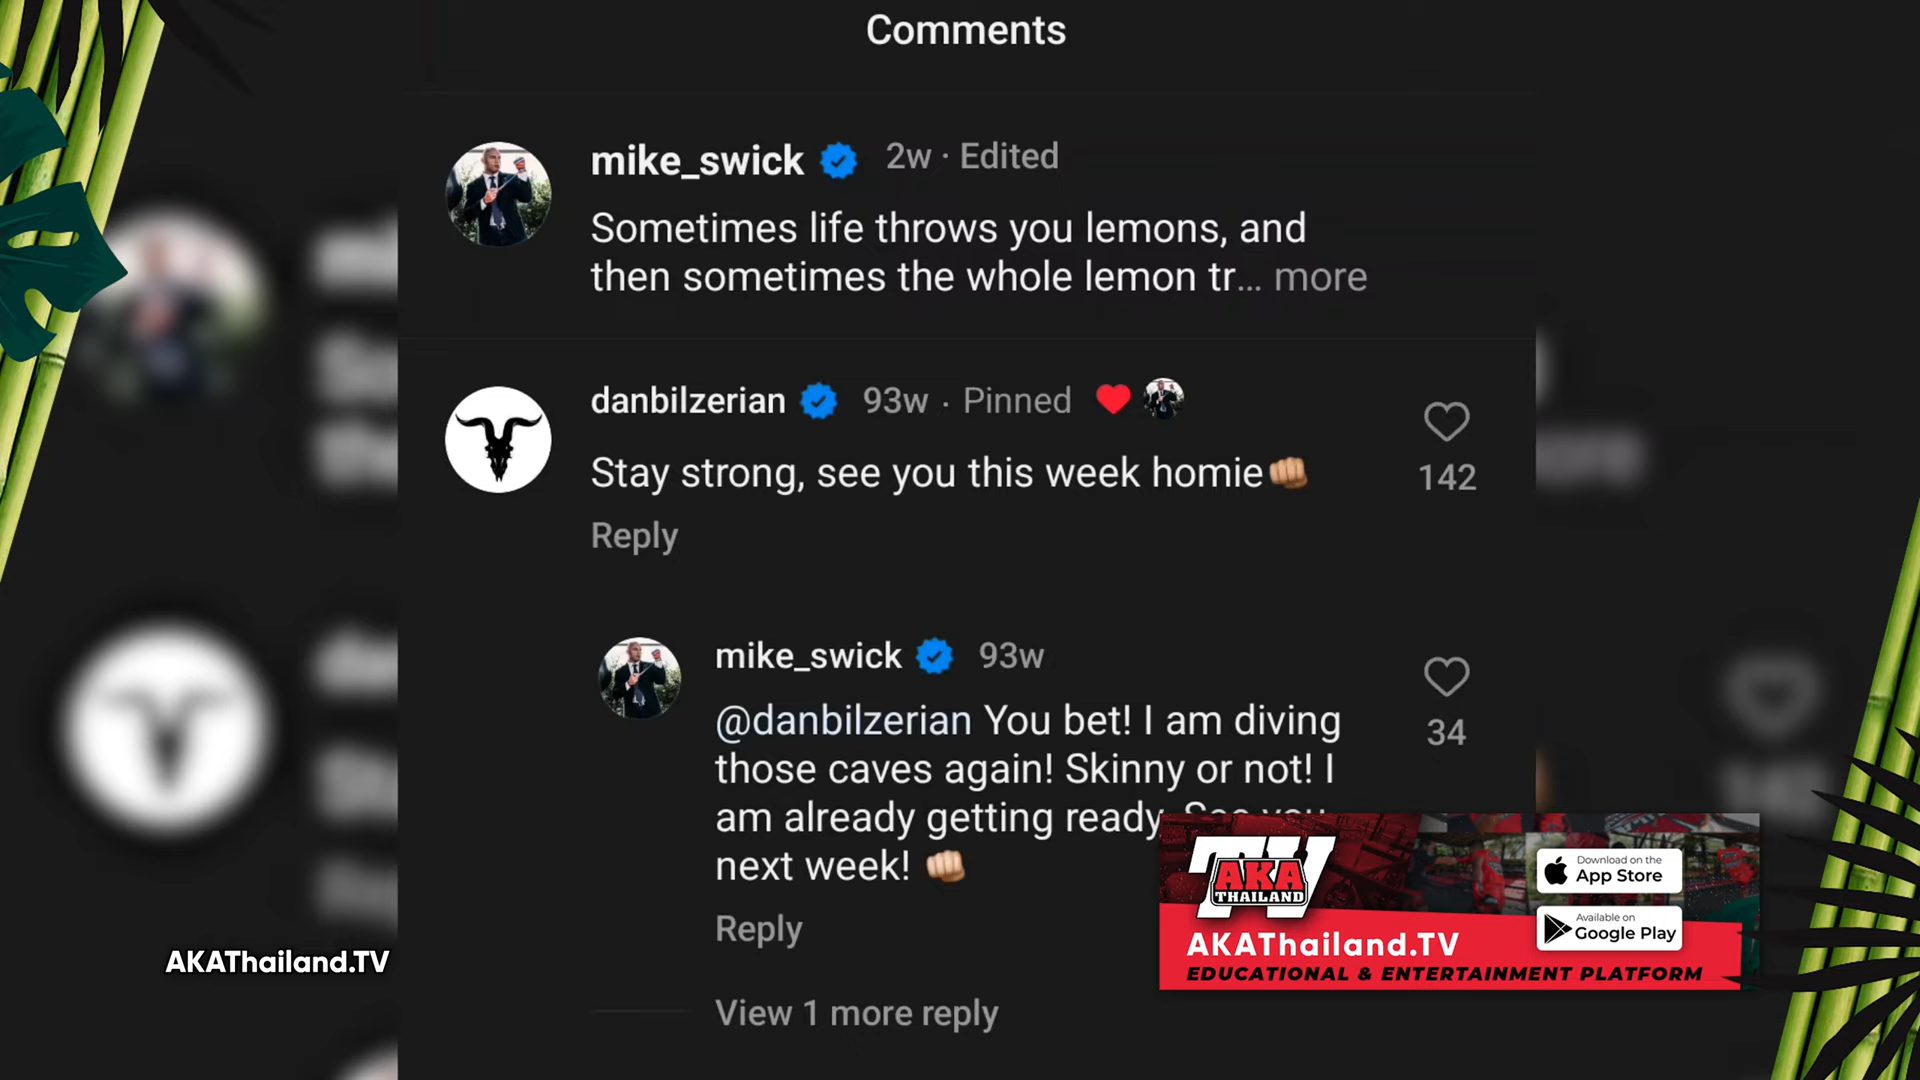 Comments
mike_swick 2w · Edited
Sometimes life throws you lemons, and
then sometimes the whole lemon tr... more
danbilzerian 93w · Pinned
Stay strong, see you this week homie👊🏼
142
Reply
mike_swick 93w
@danbilzerian You bet! I am diving
those caves again! Skinny or not! I
am already getting ready. See you
next week! 👊🏼
34
Reply
View 1 more reply
AKAThailand.TV
TV
AKA
THAILAND
AKAThailand.TV
EDUCATIONAL & ENTERTAINMENT PLATFORM
Download on the
App Store
Available on
Google Play